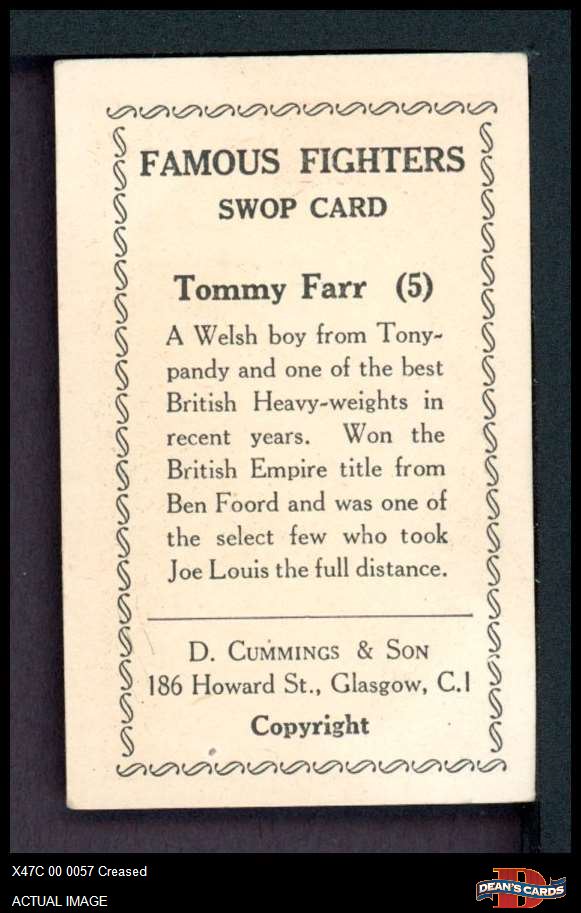 FAMOUS FIGHTERS
SWOP CARD
Tommy Farr (5)
A Welsh boy from Tony-
pandy and one of the best
British Heavy-weights in
recent years. Won the
British Empire title from
Ben Foord and was one of
the select few who took
Joe Louis the full distance.
D. CUMMINGS & SON
186 Howard St., Glasgow, C.1
Copyright
X47C 00 0057 Creased
ACTUAL IMAGE
D
DEAN'S CARDS